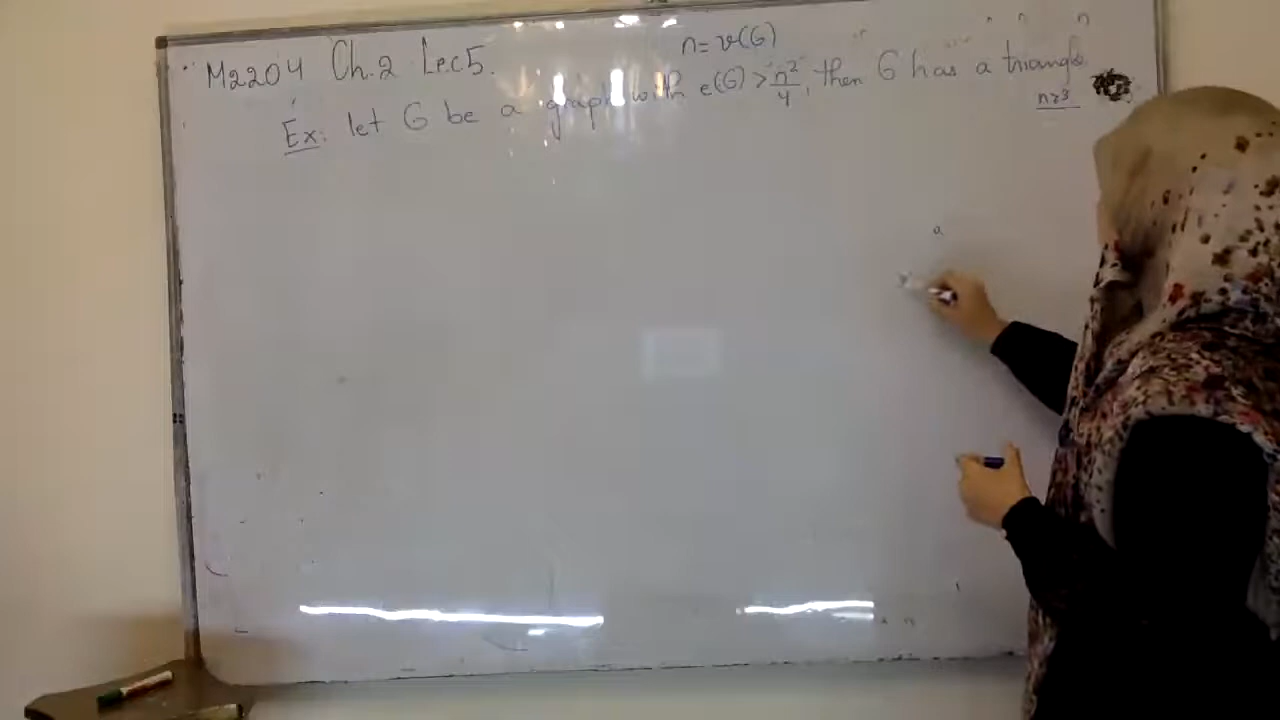 M2204 Ch.2 Lec5.
n=v(G)
Ex: let G be a graph with e(G) > n²/4, then G has a triangle.
n≥3
a